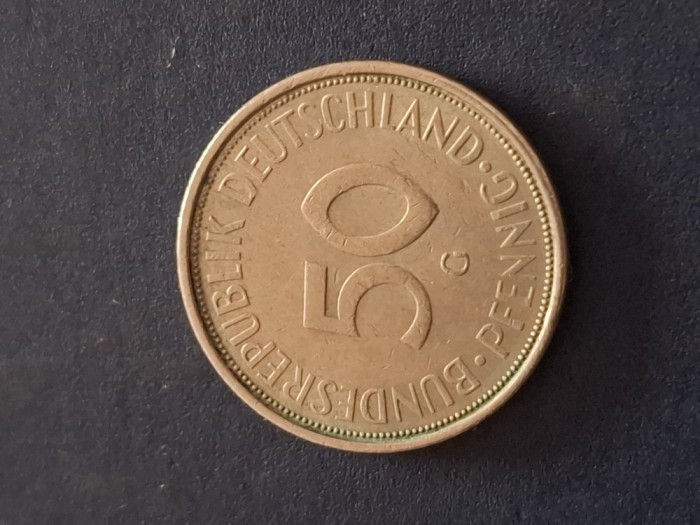 BUNDESREPUBLIK DEUTSCHLAND
50
G
· PFENNIG ·